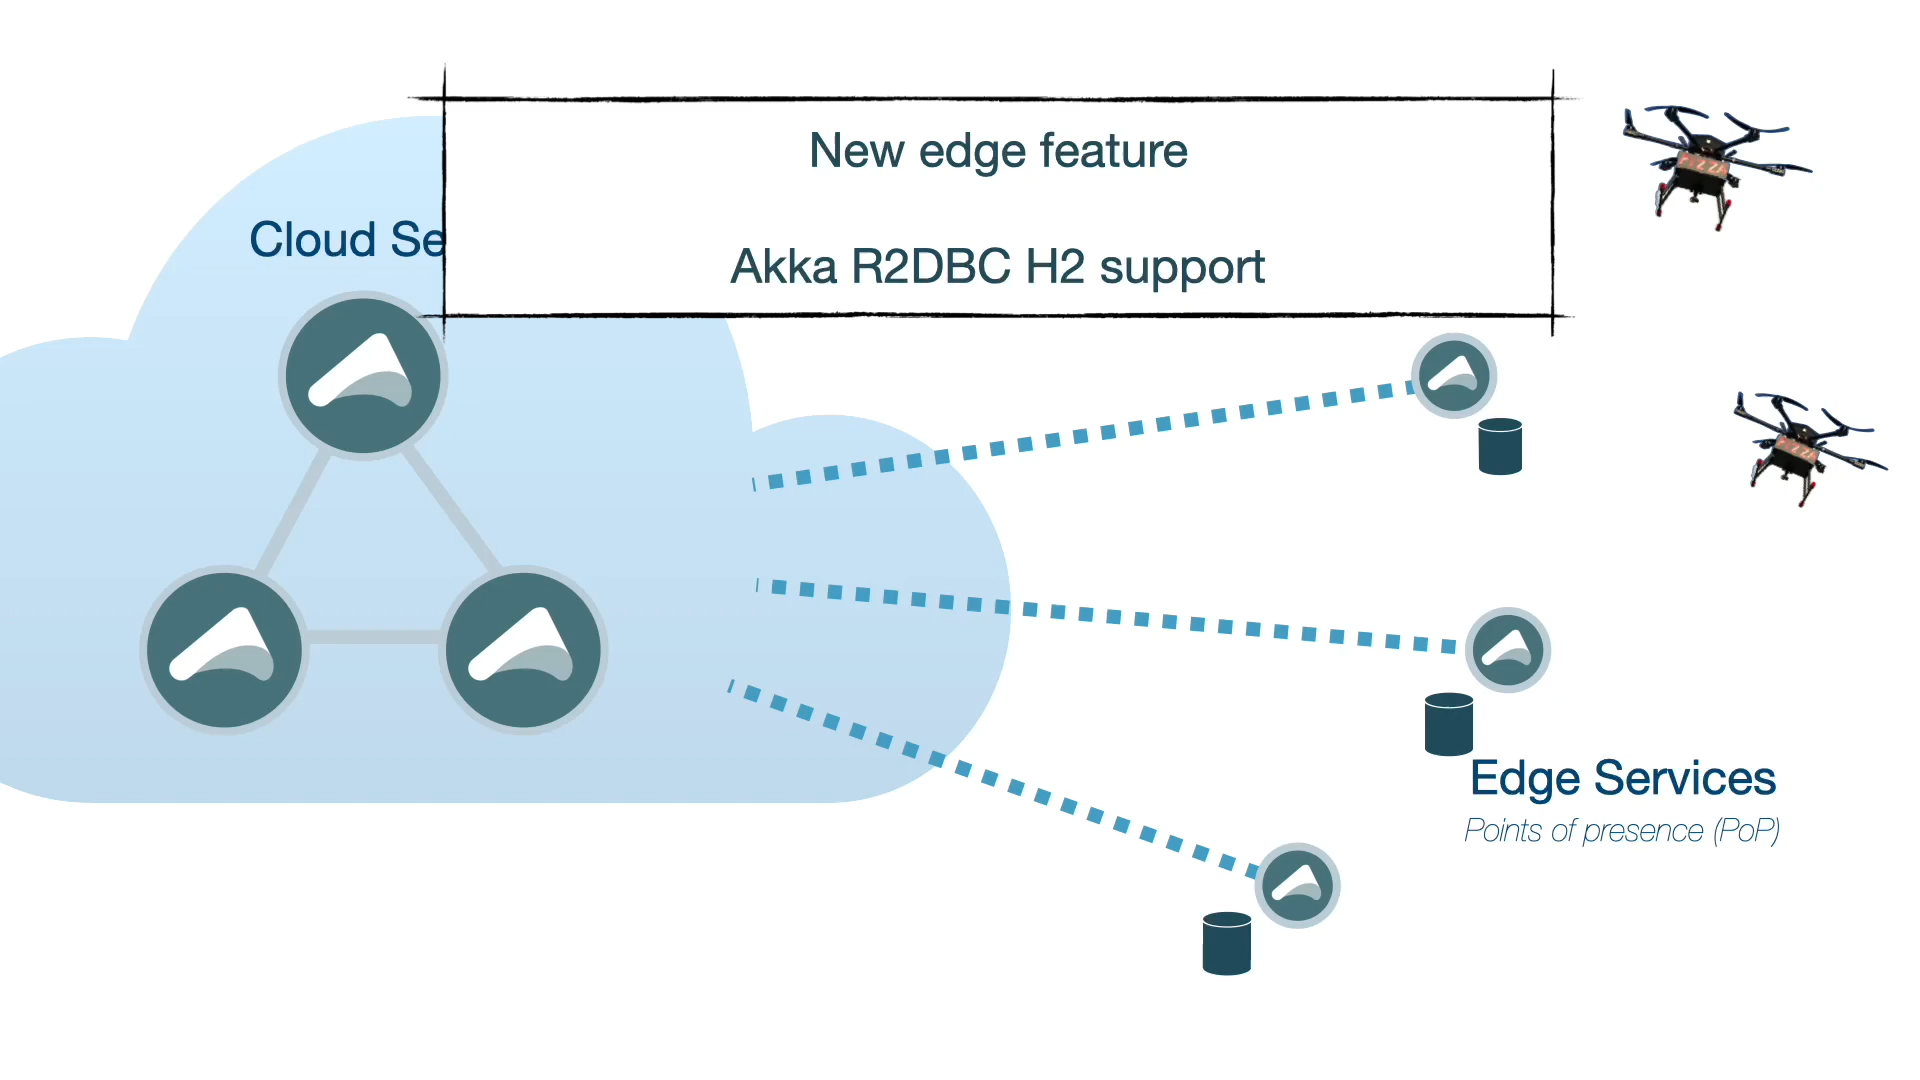 New edge feature
Cloud Se
Akka R2DBC H2 support
Edge Services
Points of presence (PoP)